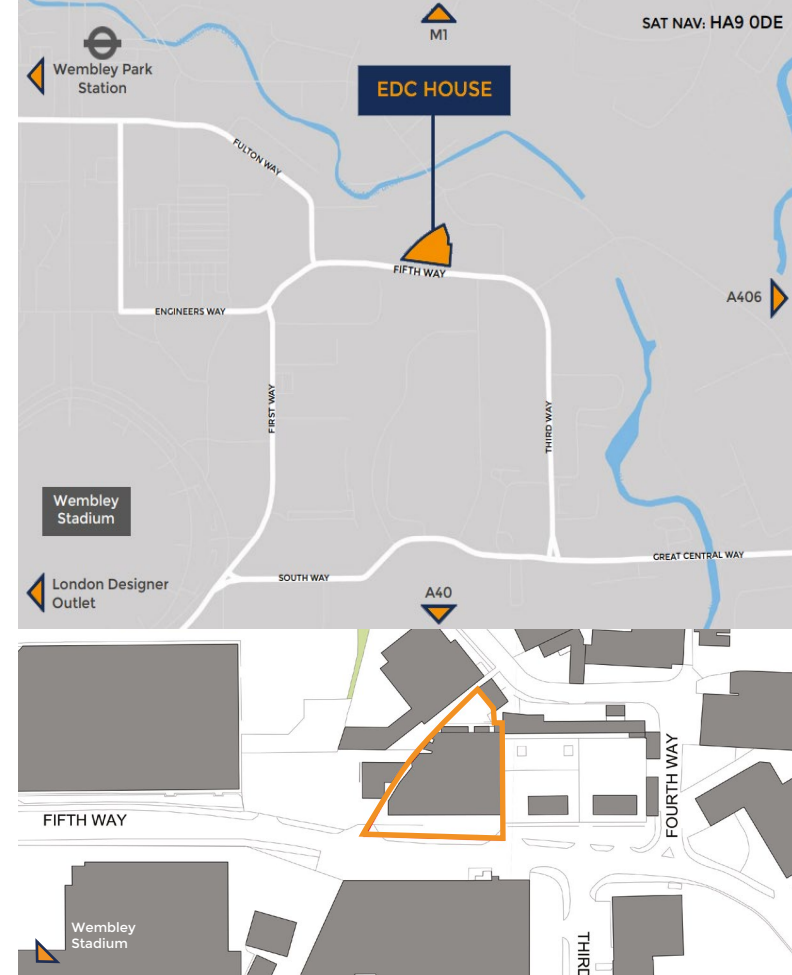 M1
SAT NAV: HA9 0DE
Wembley Park
Station
EDC HOUSE
FULTON WAY
FIFTH WAY
A406
ENGINEERS WAY
FIRST WAY
THIRD WAY
Wembley
Stadium
GREAT CENTRAL WAY
SOUTH WAY
London Designer
Outlet
A40
FIFTH WAY
FOURTH WAY
Wembley
Stadium
THIRD